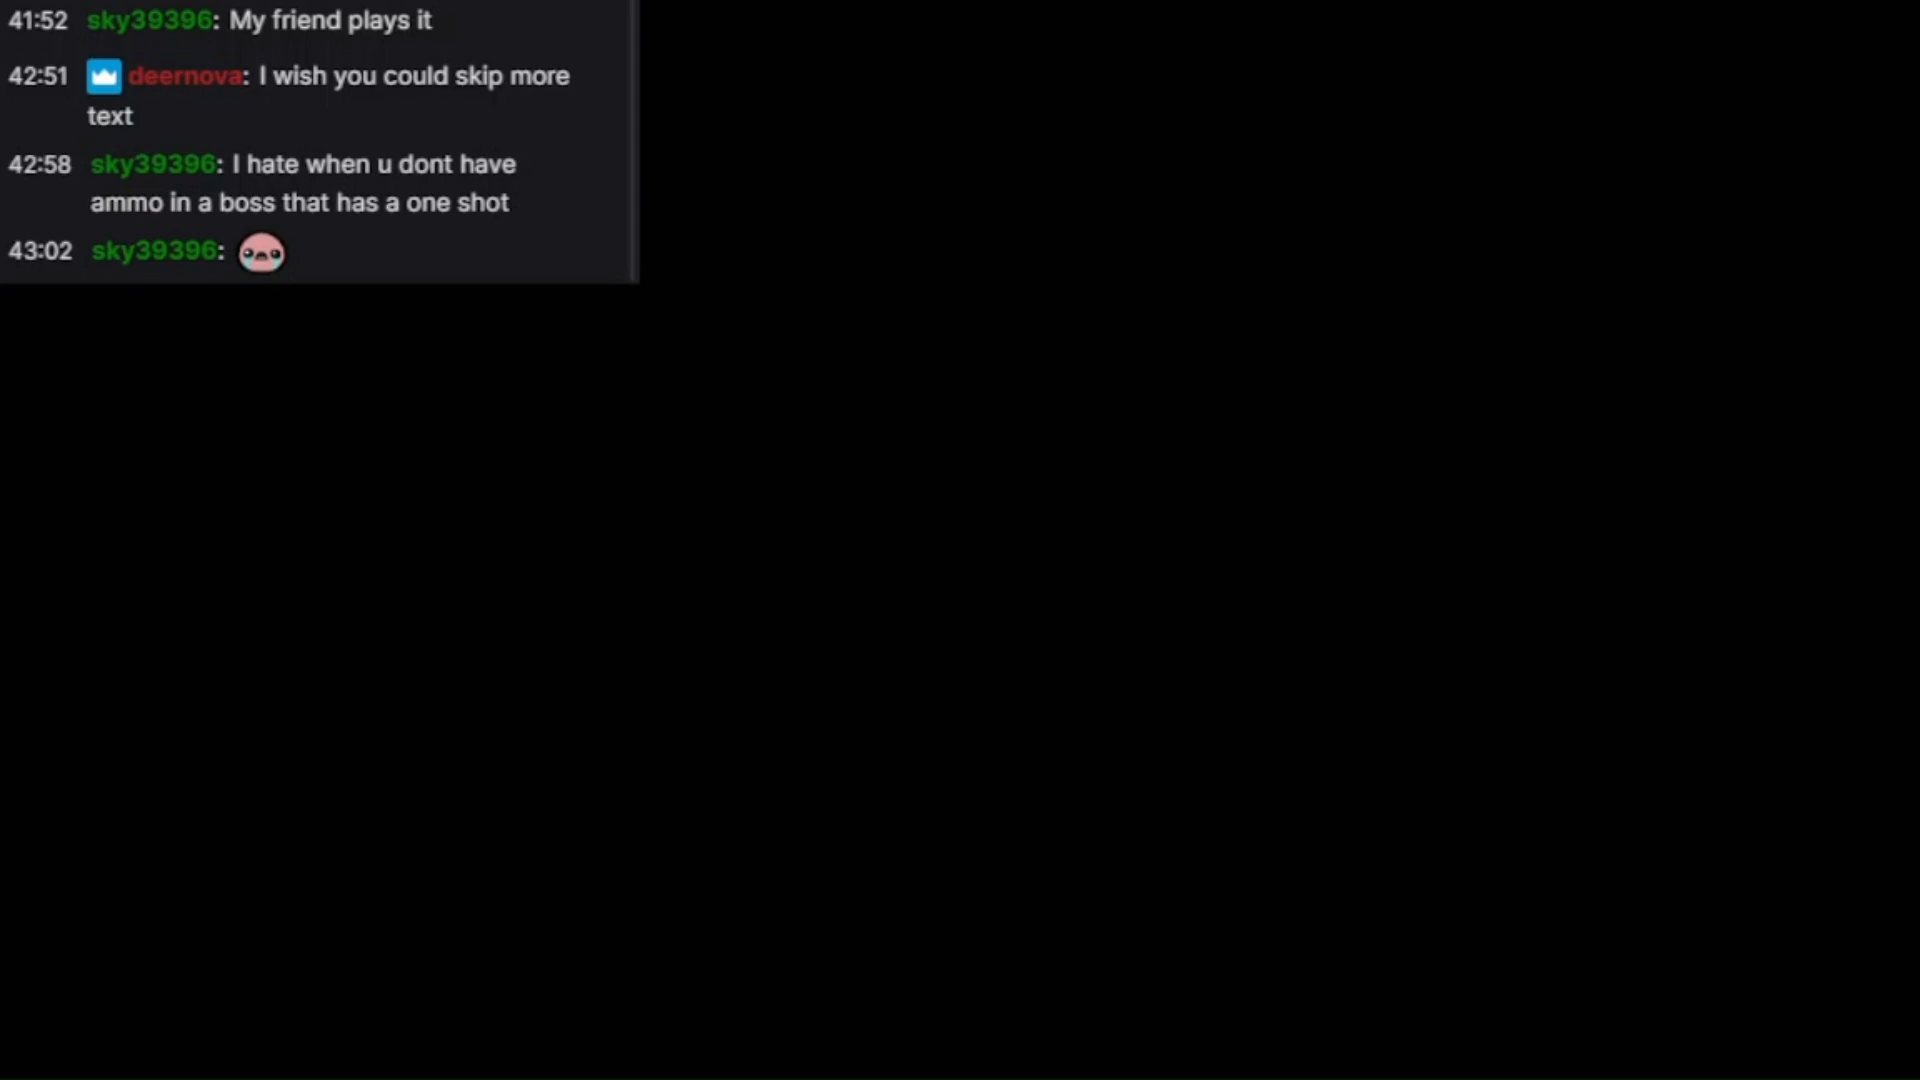 41:52 sky39396: My friend plays it
42:51 deernova: I wish you could skip more
text
42:58 sky39396: I hate when u dont have
ammo in a boss that has a one shot
43:02 sky39396: